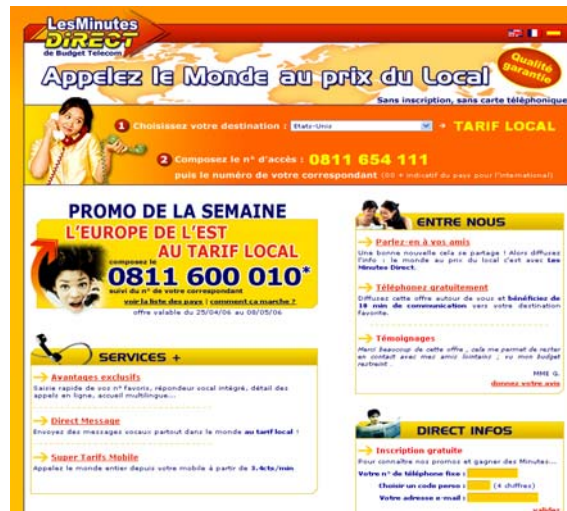 LesMinutes
DIRECT
de Budget Telecom
Qualité
garantie
Appelez le Monde au prix du Local
Sans inscription, sans carte téléphonique
1 Choisissez votre destination : Etats-Unis → TARIF LOCAL
2 Composez le n° d'accès : 0811 654 111
puis le numéro de votre correspondant (00 + indicatif du pays pour l'international)
PROMO DE LA SEMAINE
L'EUROPE DE L'EST
AU TARIF LOCAL
composez le
0811 600 010*
suivi du n° de votre correspondant
voir la liste des pays | comment ca marche ?
offre valable du 25/04/06 au 08/05/06
SERVICES +
Avantages exclusifs
Saisie rapide de vos n° favoris, répondeur vocal intégré, détail des
appels en ligne, accueil multilingue...
Direct Message
Envoyez des messages vocaux partout dans le monde au tarif local !
Super Tarifs Mobile
Appelez le monde entier depuis votre mobile à partir de 3.4cts/min
ENTRE NOUS
Parlez-en à vos amis
Une bonne nouvelle cela se partage ! Alors diffusez
l'info : le monde au prix du local c'est avec Les
Minutes Direct.
Téléphonez gratuitement
Diffusez cette offre autour de vous et bénéficiez de
10 min de communication vers votre destination
favorite.
Témoignages
Merci beaucoup de cette offre , cela me permet de rester
en contact avec mes amis lointains ; vu mon budget
restreint .
MME G.
donnez votre avis
DIRECT INFOS
Inscription gratuite
Pour connaître nos promos et gagner des Minutes...
Votre n° de téléphone fixe :
Choisir un code perso : (4 chiffres)
Votre adresse e-mail :
validez